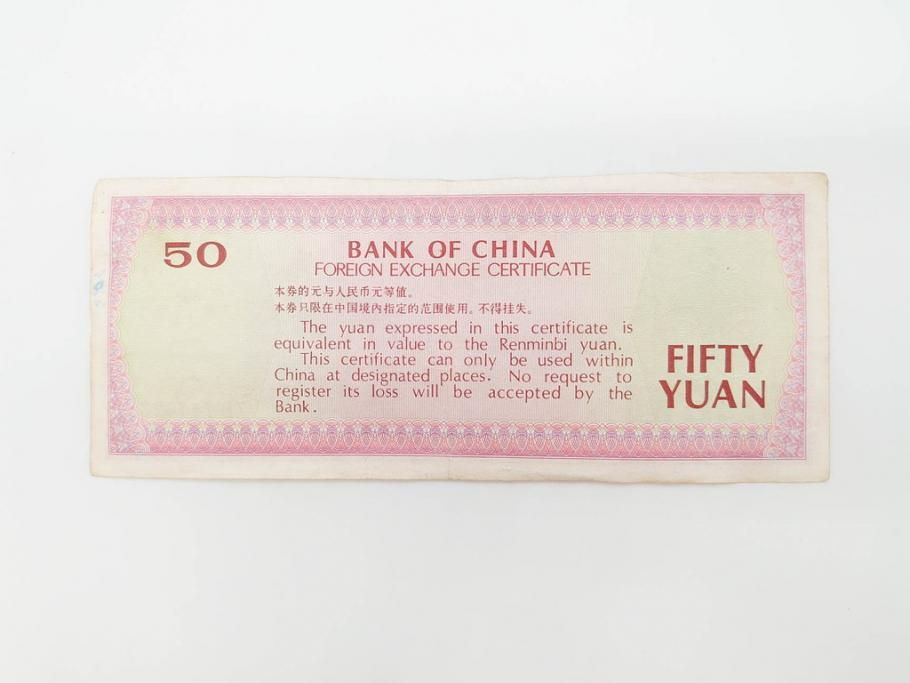 50
BANK OF CHINA
FOREIGN EXCHANGE CERTIFICATE
本券的元与人民币元等值。
本券只限在中国境内指定的范围使用。不得挂失。
The yuan expressed in this certificate is
equivalent in value to the Renminbi yuan.
This certificate can only be used within
China at designated places. No request to
register its loss will be accepted by the
Bank.
FIFTY
YUAN